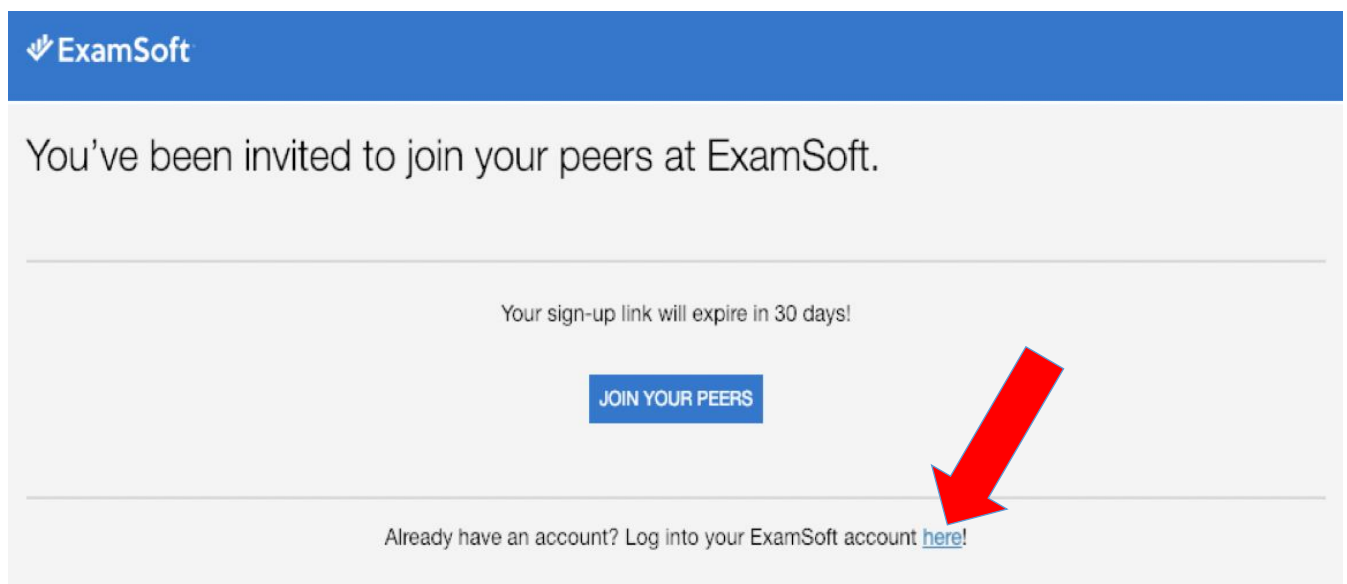 ExamSoft
You've been invited to join your peers at ExamSoft.
Your sign-up link will expire in 30 days!
JOIN YOUR PEERS
Already have an account? Log into your ExamSoft account here!